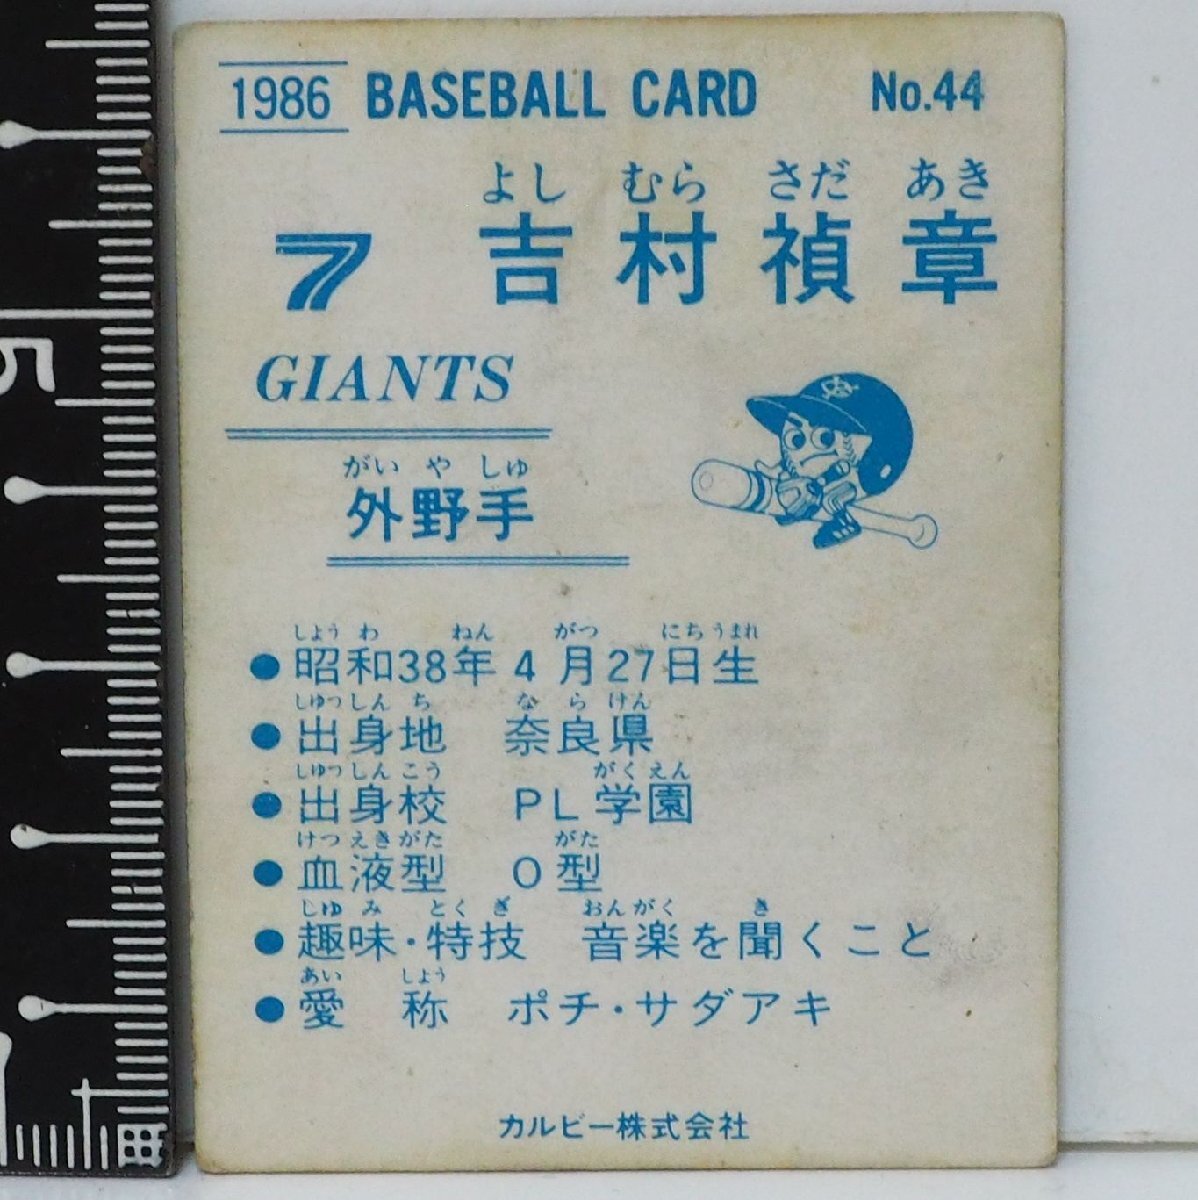 1986 BASEBALL CARD No.44
よし むら さだ あき
7 吉村禎章
GIANTS
がい や しゅ
外野手
しょう わ ねん がつ にち うまれ
●昭和38年 4月27日生
しゅっしん ち な ら けん
●出身地 奈良県
しゅっしんこう がくえん
●出身校 PL学園
けつえきがた がた
●血液型 O型
しゅ み とく ぎ おんがく き
●趣味・特技 音楽を聞くこと
あい しょう
●愛称 ポチ・サダアキ
カルビー株式会社
5